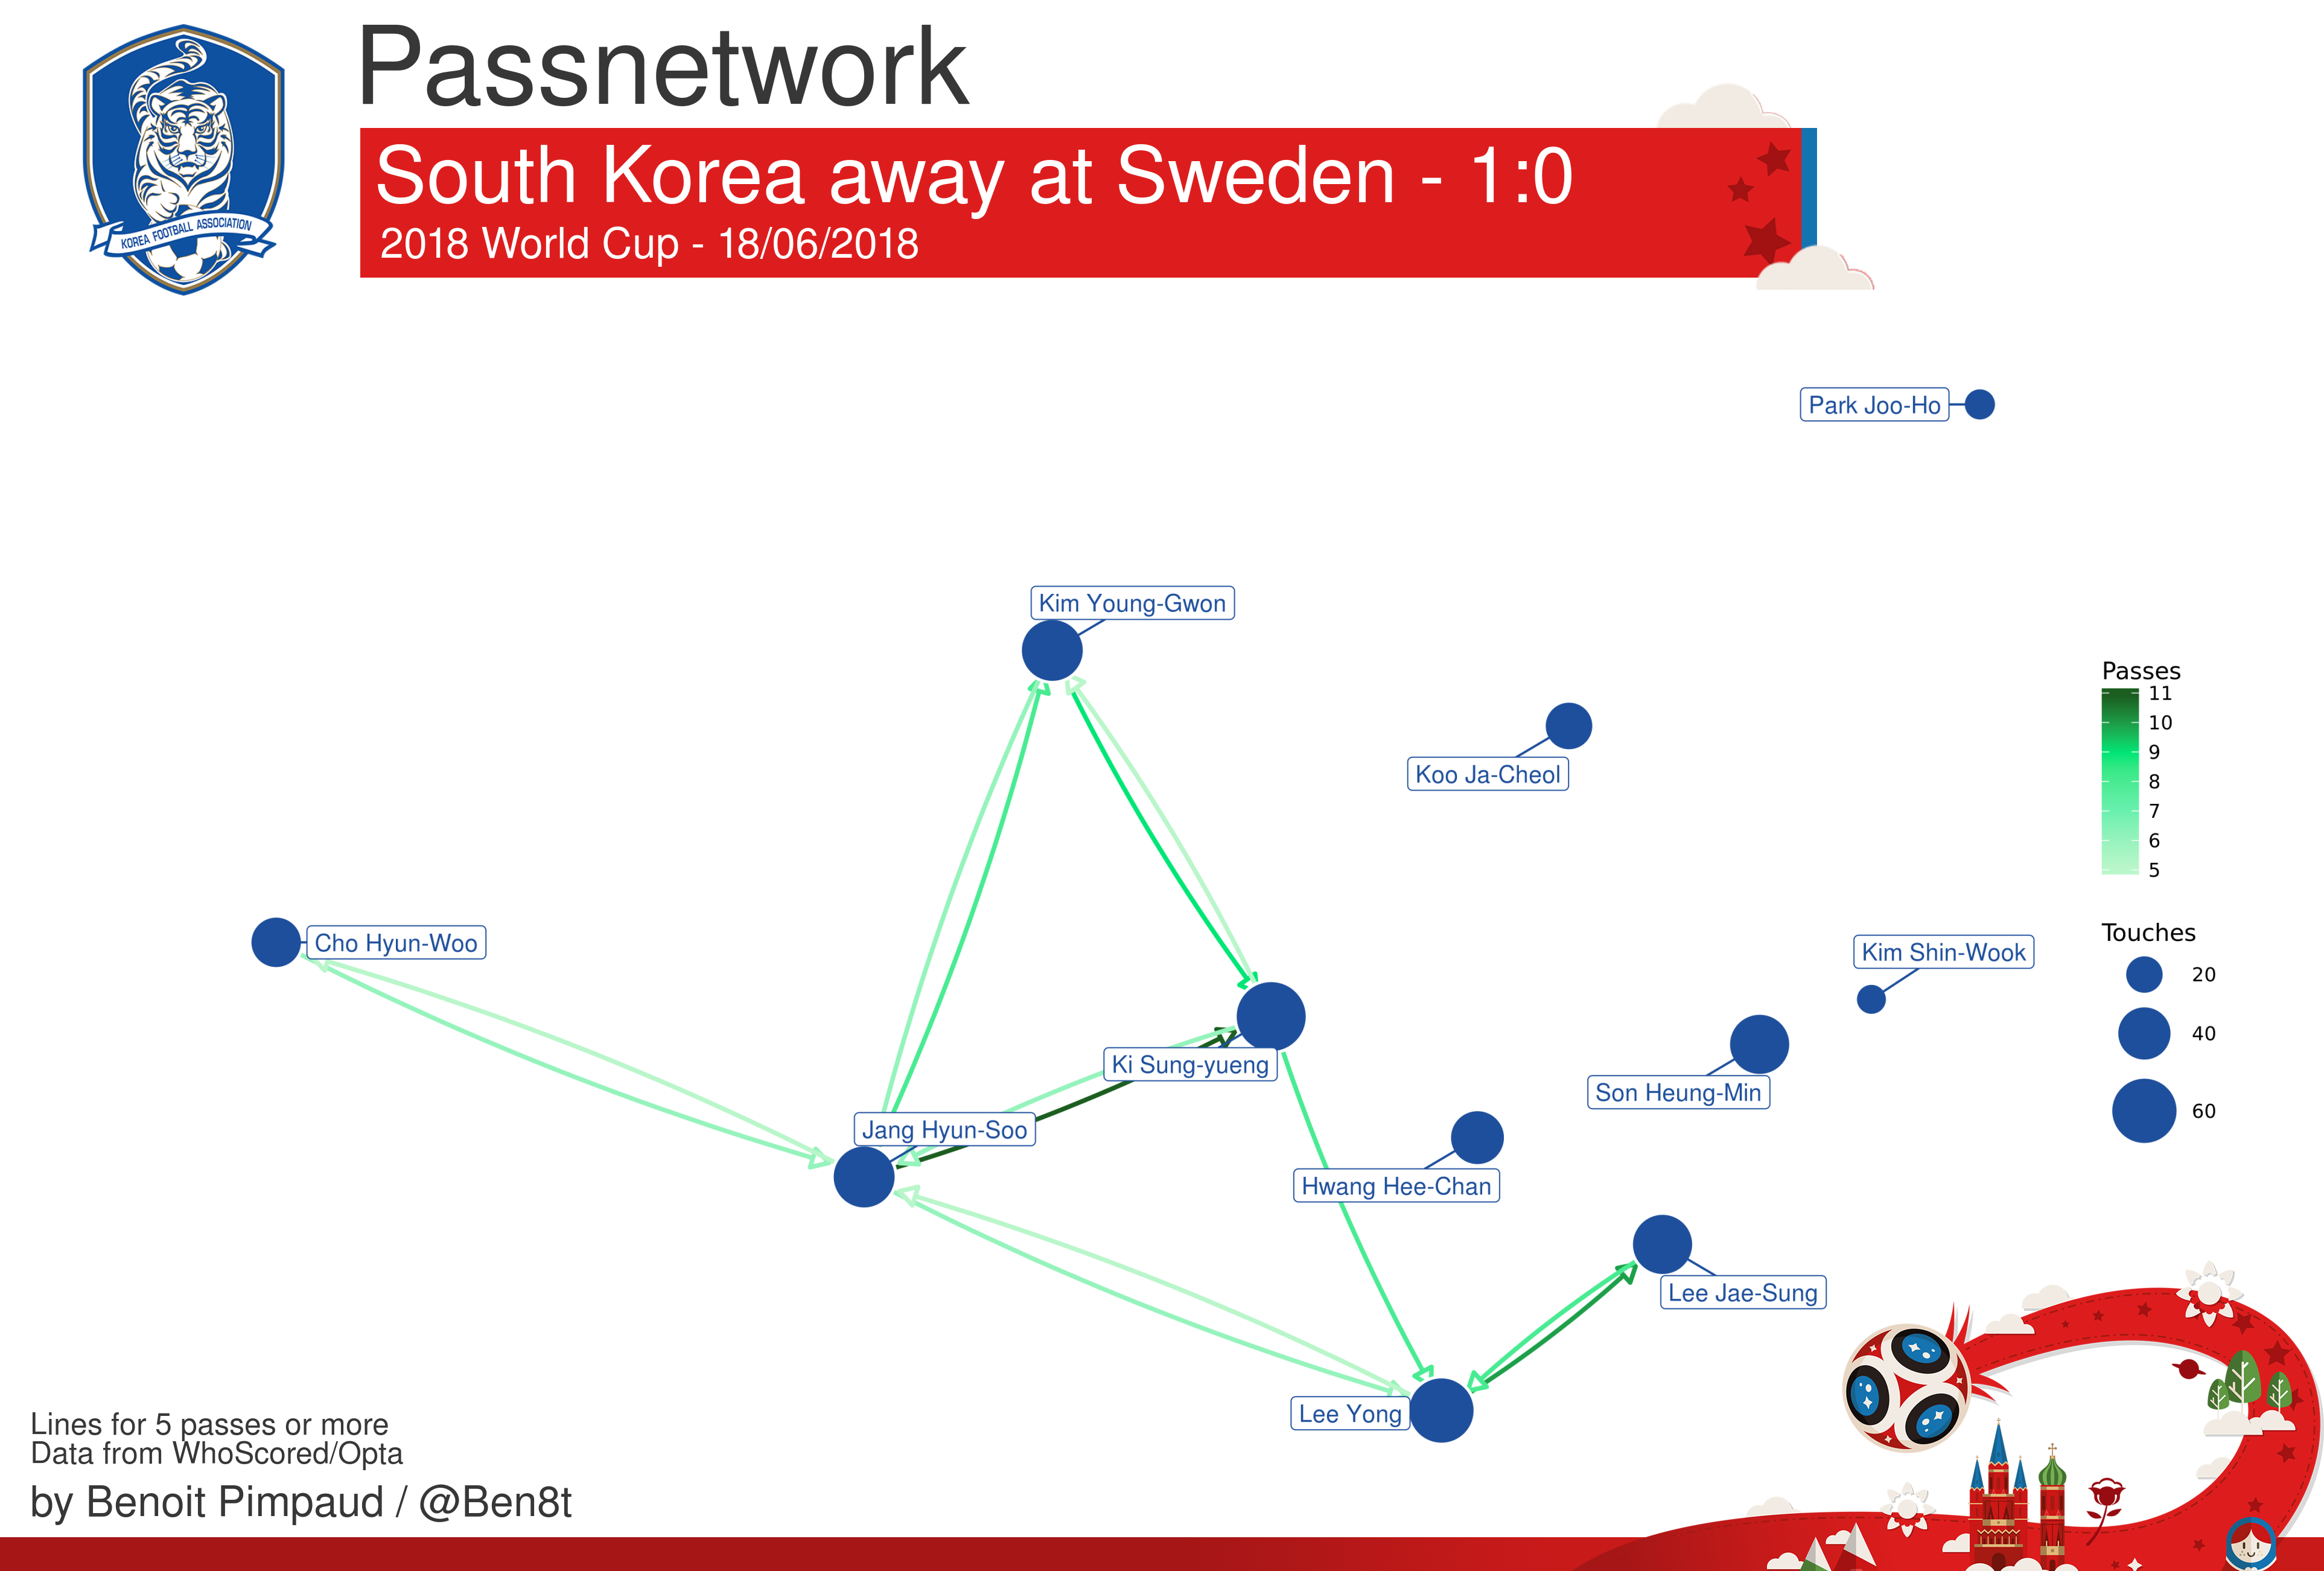 Passnetwork
South Korea away at Sweden - 1:0
2018 World Cup - 18/06/2018
KOREA FOOTBALL ASSOCIATION
Park Joo-Ho
Kim Young-Gwon
Koo Ja-Cheol
Cho Hyun-Woo
Kim Shin-Wook
Ki Sung-yueng
Son Heung-Min
Jang Hyun-Soo
Hwang Hee-Chan
Lee Jae-Sung
Lee Yong
Passes
11
10
9
8
7
6
5
Touches
20
40
60
Lines for 5 passes or more
Data from WhoScored/Opta
by Benoit Pimpaud / @Ben8t